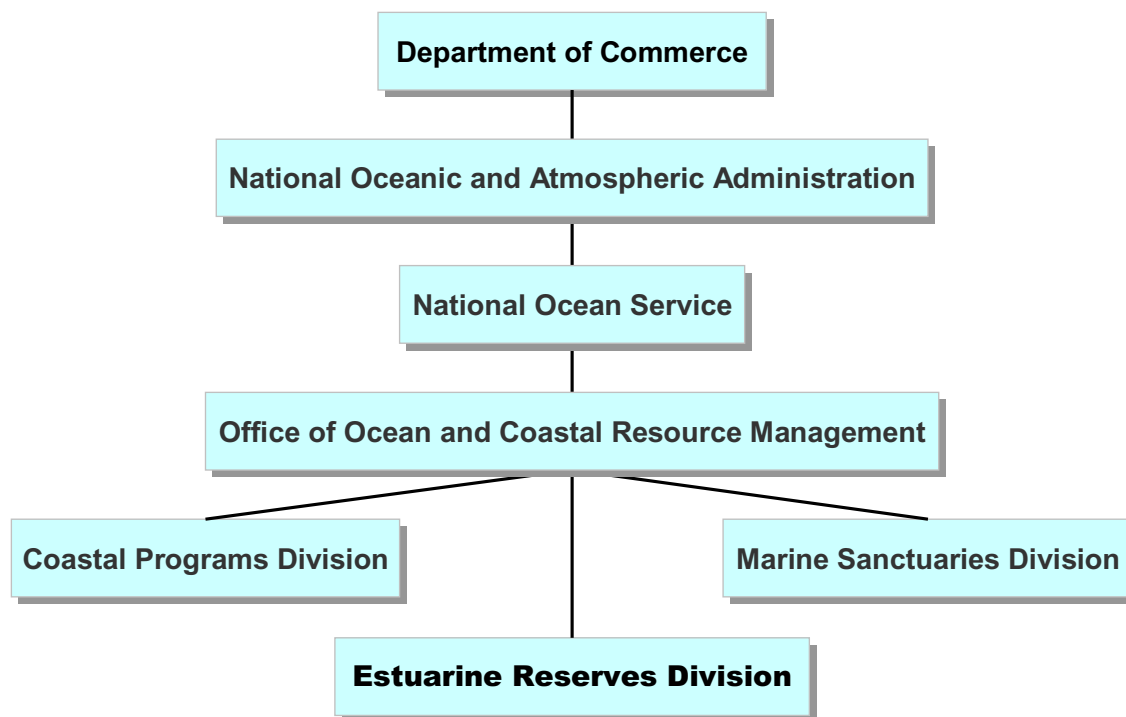 Department of Commerce
National Oceanic and Atmospheric Administration
National Ocean Service
Office of Ocean and Coastal Resource Management
Coastal Programs Division
Marine Sanctuaries Division
Estuarine Reserves Division